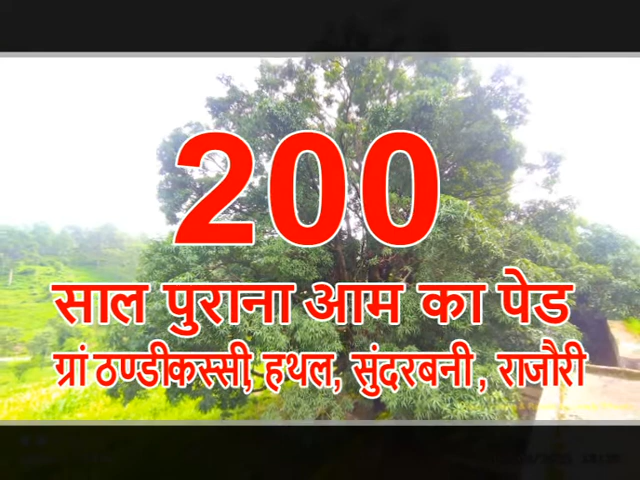 200
साल पुराना आम का पेड
ग्रां ठण्डीकस्सी, हथल, सुंदरबनी, राजौरी